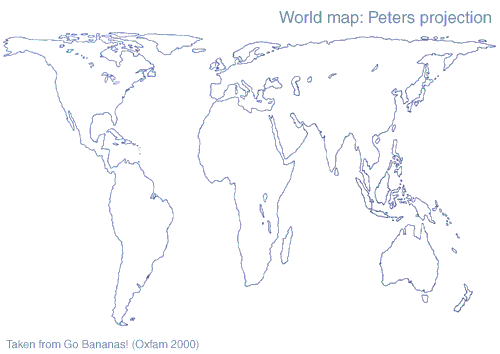 World map: Peters projection
Taken from Go Bananas! (Oxfam 2000)